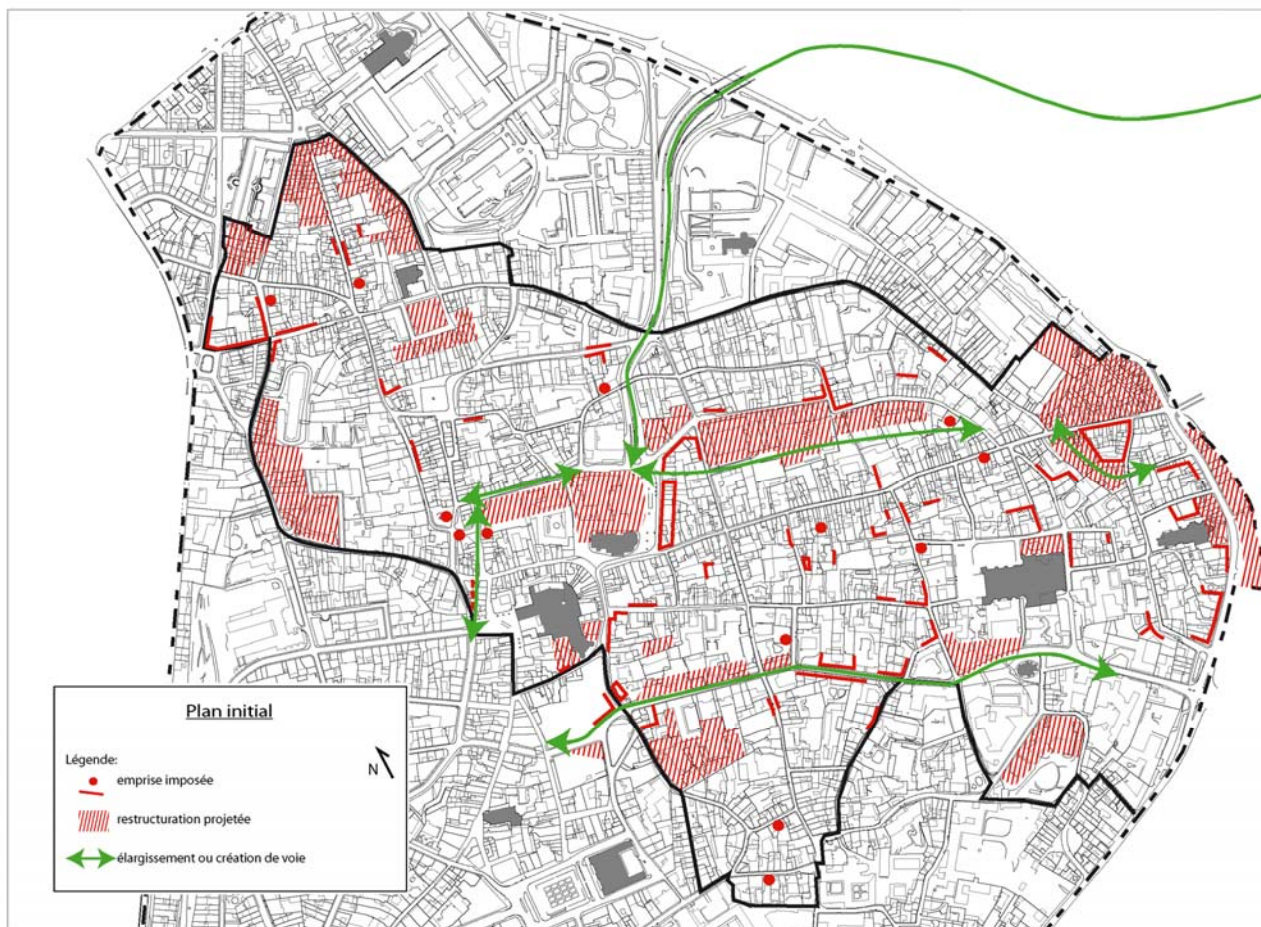 Plan initial
Légende:
N
emprise imposée
restructuration projetée
élargissement ou création de voie